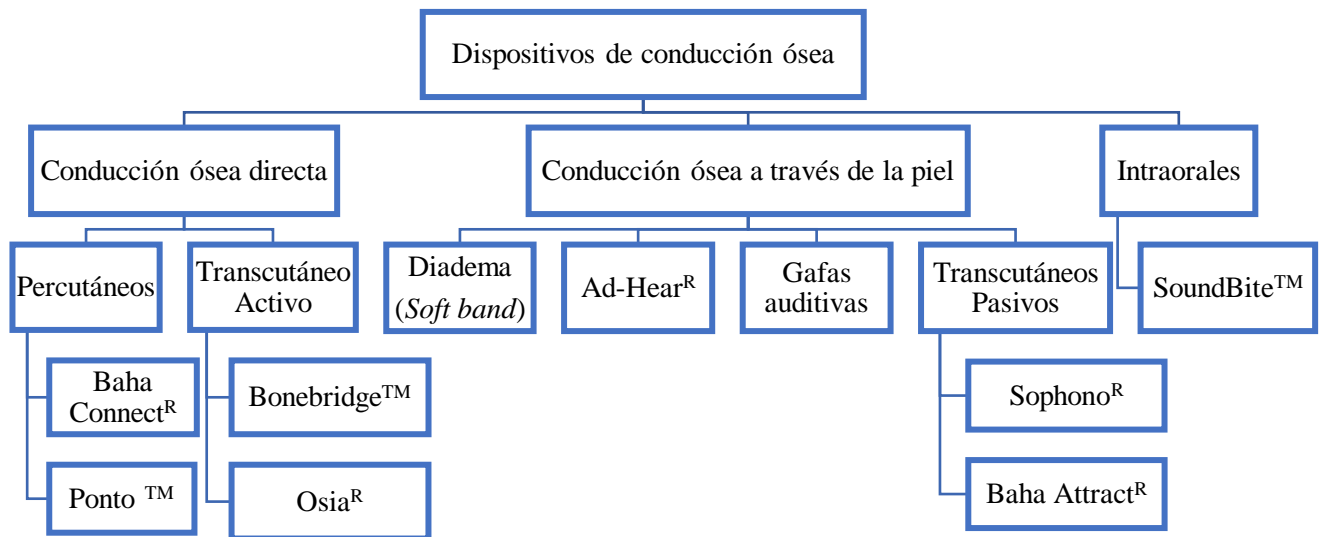 Dispositivos de conducción ósea
Conducción ósea directa
Conducción ósea a través de la piel
Intraorales
Percutáneos
Transcutáneo
Activo
Diadema
(Soft band)
Ad-Hearᴿ
Gafas
auditivas
Transcutáneos
Pasivos
SoundBite™
Baha
Connectᴿ
Bonebridge™
Sophonoᴿ
Ponto ™
Osiaᴿ
Baha Attractᴿ